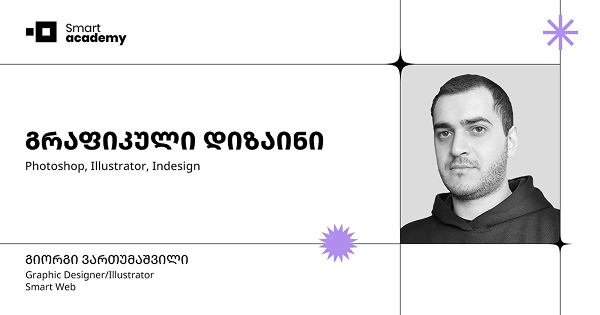 Smart
academy
გრაფიკული დიზაინი
Photoshop, Illustrator, Indesign
გიორგი ვართუმაშვილი
Graphic Designer/Illustrator
Smart Web